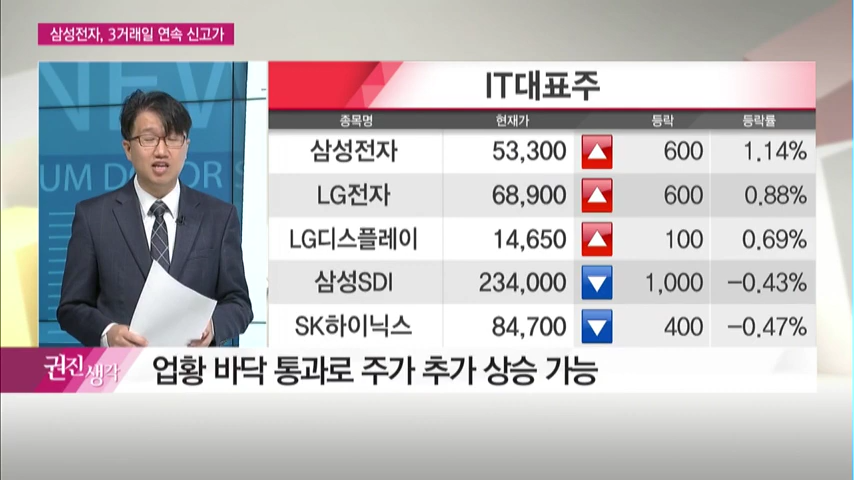 삼성전자, 3거래일 연속 신고가
NEW
UM DO OR S
IT대표주
종목명 현재가 등락 등락률
삼성전자 53,300 ▲ 600 1.14%
LG전자 68,900 ▲ 600 0.88%
LG디스플레이 14,650 ▲ 100 0.69%
삼성SDI 234,000 ▼ 1,000 -0.43%
SK하이닉스 84,700 ▼ 400 -0.47%
권진생각 업황 바닥 통과로 주가 추가 상승 가능